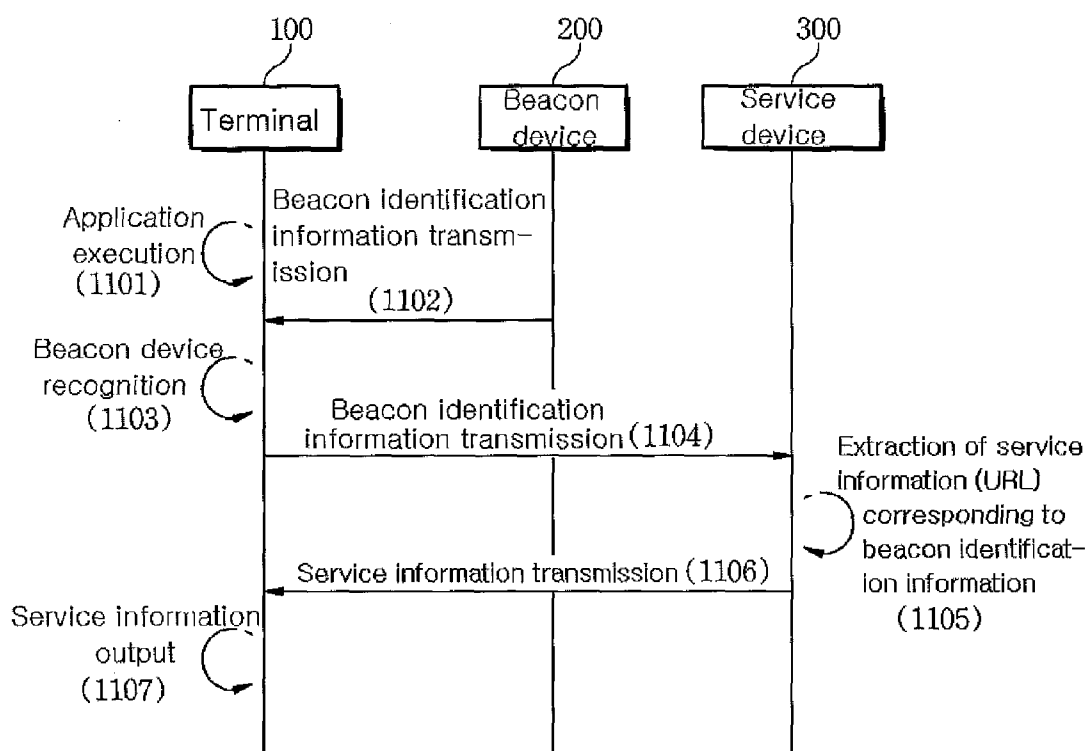 100
200
300
Terminal
Beacon
device
Service
device
Application
execution
(1101)
Beacon identification
information transm-
ission
(1102)
Beacon device
recognition
(1103)
Beacon identification
information transmission (1104)
Extraction of service
information (URL)
corresponding to
beacon identificat-
ion information
(1105)
Service information transmission (1106)
Service information
output
(1107)